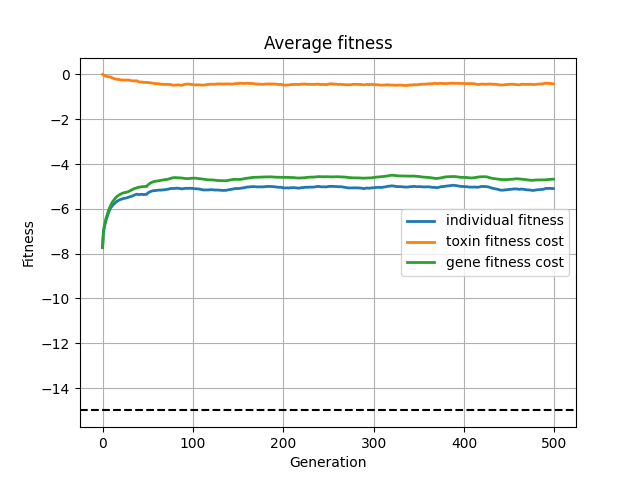 Average fitness
Fitness
0
−2
−4
−6
−8
−10
−12
−14
individual fitness
toxin fitness cost
gene fitness cost
0
100
200
300
400
500
Generation